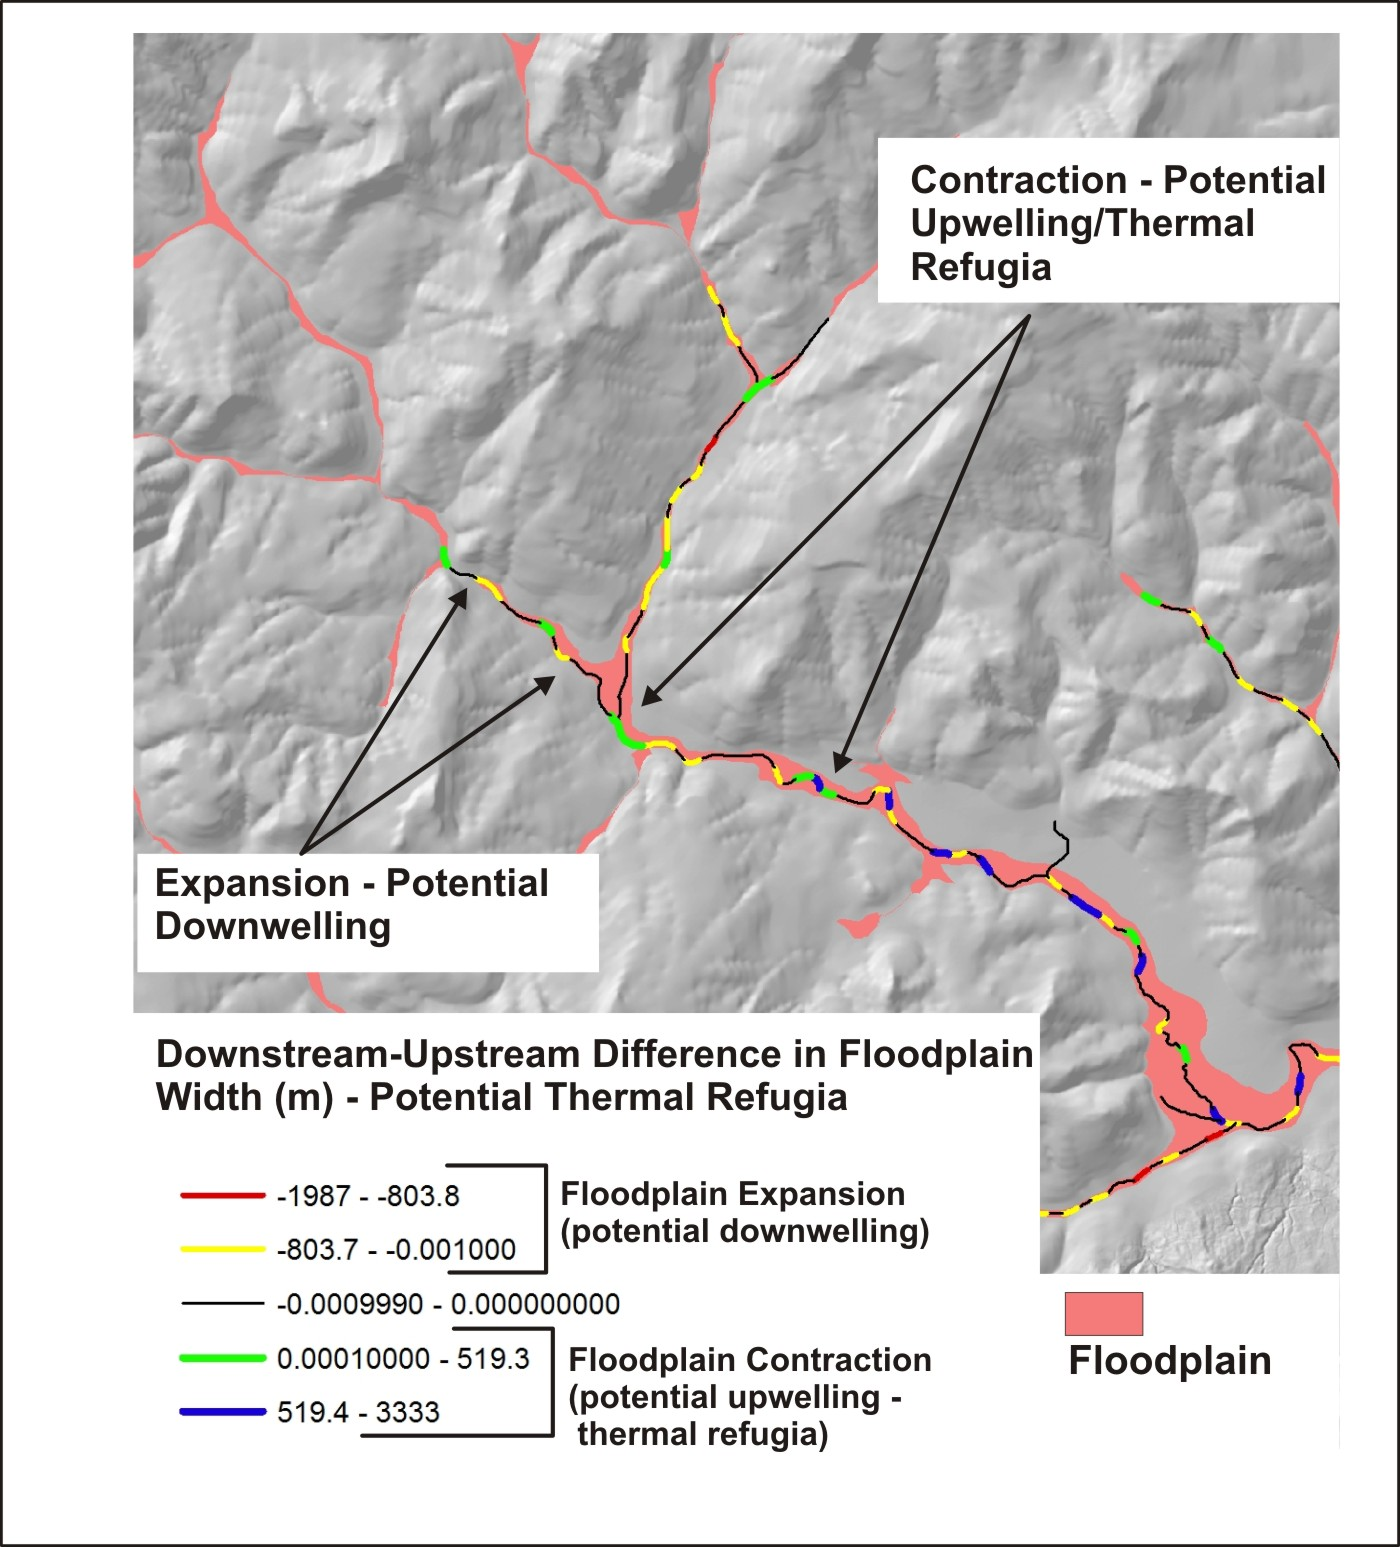 Contraction - Potential
Upwelling/Thermal
Refugia
Expansion - Potential
Downwelling
Downstream-Upstream Difference in Floodplain
Width (m) - Potential Thermal Refugia
-1987 - -803.8
-803.7 - -0.001000
Floodplain Expansion
(potential downwelling)
-0.0009990 - 0.000000000
0.00010000 - 519.3
519.4 - 3333
Floodplain Contraction
(potential upwelling -
thermal refugia)
Floodplain